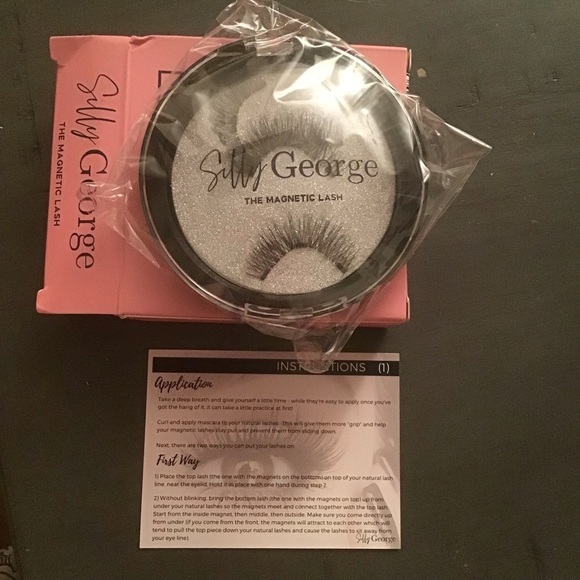 Silly George
THE MAGNETIC LASH
Silly George
THE MAGNETIC LASH
INSTRUCTIONS (1)
Application
Take a deep breath and give yourself a little time - while they're easy to apply once you've
got the hang of it, it can take a little practice at first!
Curl and apply mascara to your natural lashes. This will give them more "grip" and help
your magnetic lashes stay put and prevent them from sliding down.
Next, there are two ways you can put your lashes on:
First Way
1) Place the top lash (the one with the magnets on the bottom) on top of your natural lash
line, near the eyelid. Hold it in place with one hand during step 2.
2) Without blinking, bring the bottom lash (the one with the magnets on top) up from
under your natural lashes so the magnets meet and connect together with the top lash.
Start from the inside magnet, then middle, then outside. Make sure you come directly up
from under (if you come from the front, the magnets will attract to each other which will
tend to pull the top piece down your natural lashes and cause the lashes to sit away from
your eye line).
Silly George